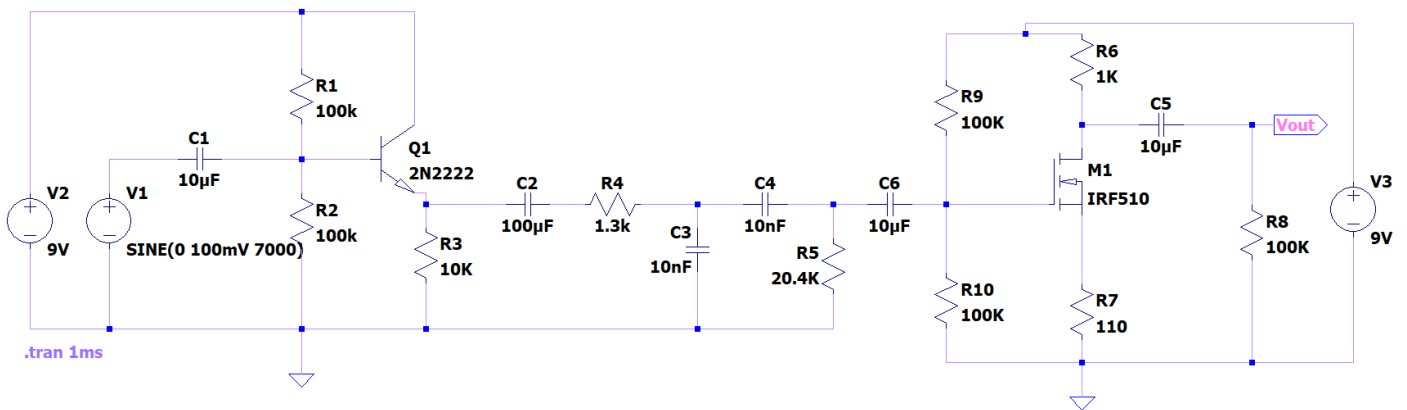 V2
9V
V1
SINE(0 100mV 7000)
C1
10µF
R1
100k
R2
100k
Q1
2N2222
R3
10K
C2
100µF
R4
1.3k
C3
10nF
C4
10nF
R5
20.4K
C6
10µF
R9
100K
R10
100K
R6
1K
M1
IRF510
R7
110
C5
10µF
Vout
R8
100K
V3
9V
.tran 1ms